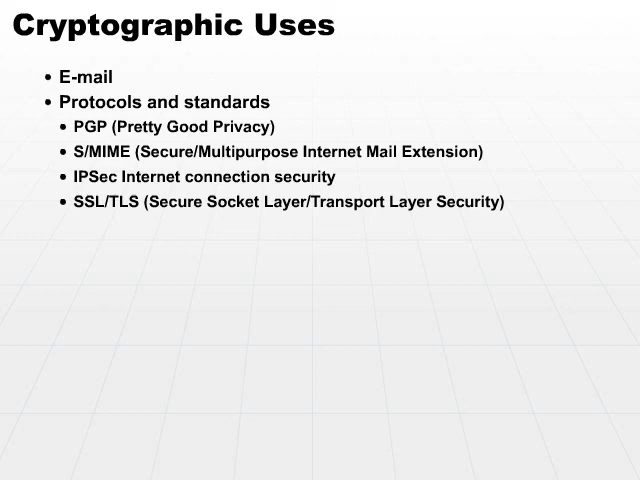 Cryptographic Uses
• E-mail
• Protocols and standards
• PGP (Pretty Good Privacy)
• S/MIME (Secure/Multipurpose Internet Mail Extension)
• IPSec Internet connection security
• SSL/TLS (Secure Socket Layer/Transport Layer Security)